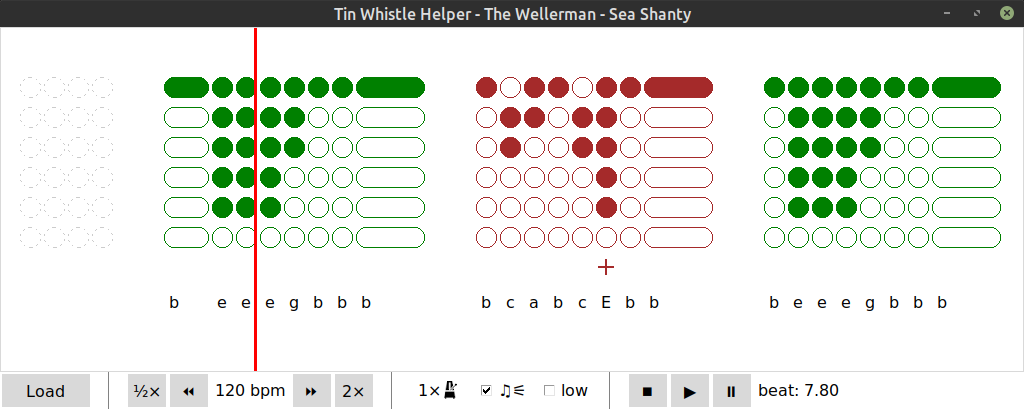 Tin Whistle Helper - The Wellerman - Sea Shanty
b e e e g b b b b c a b c E b b b e e e g b b b
Load ½× 120 bpm 2× 1× low beat: 7.80